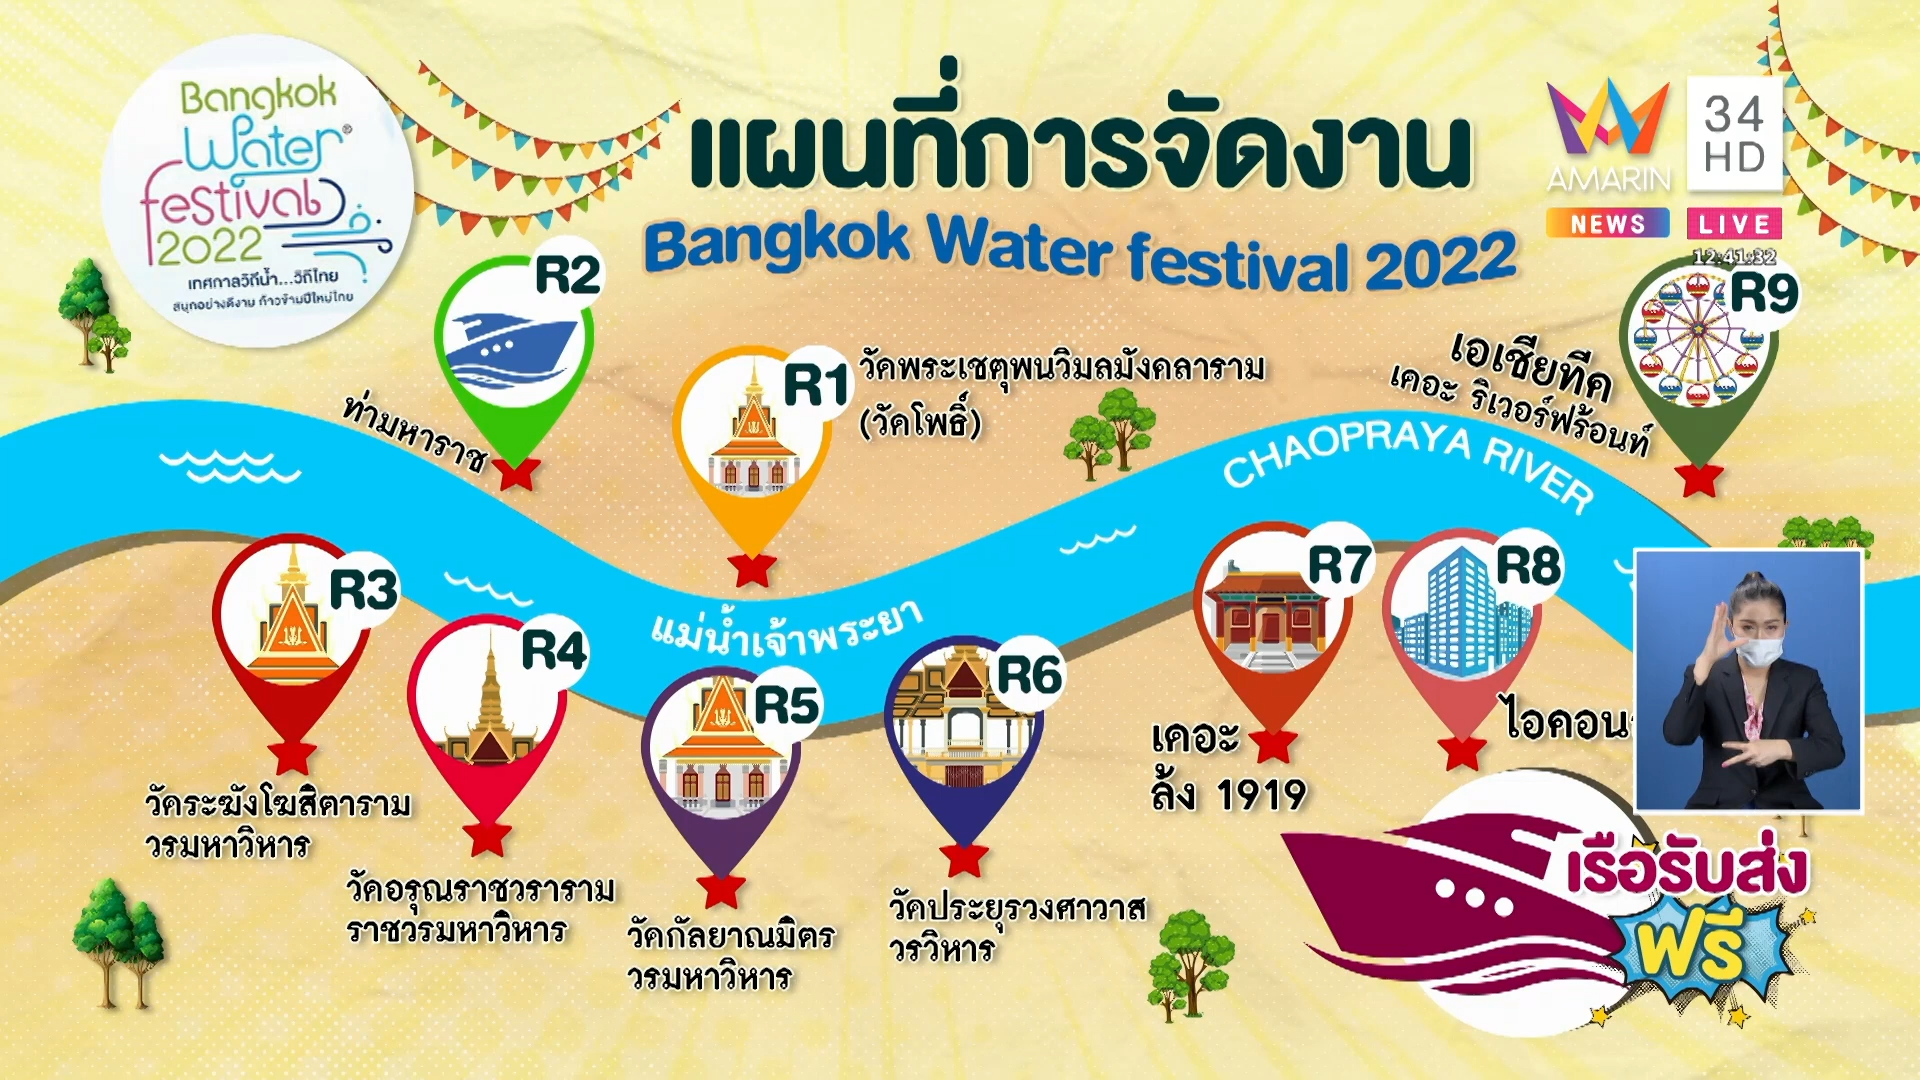 Bangkok
Water®
festival
2022
เทศกาลวิถีน้ำ...วิถีไทย
สนุกอย่างดีงาม ก้าวข้ามปีใหม่ไทย
แผนที่การจัดงาน
Bangkok Water festival 2022
AMARIN
34
HD
NEWS
LIVE
12:41:32
R2
ท่ามหาราช
R1
วัดพระเชตุพนวิมลมังคลาราม
(วัดโพธิ์)
R9
เอเชียทีค
เดอะ ริเวอร์ฟร้อนท์
CHAOPRAYA RIVER
แม่น้ำเจ้าพระยา
R3
วัดระฆังโฆสิตาราม
วรมหาวิหาร
R4
วัดอรุณราชวราราม
ราชวรมหาวิหาร
R5
วัดกัลยาณมิตร
วรมหาวิหาร
R6
วัดประยุรวงศาวาส
วรวิหาร
R7
เดอะ
ล้ง 1919
R8
ไอคอน
เรือรับส่ง
ฟรี